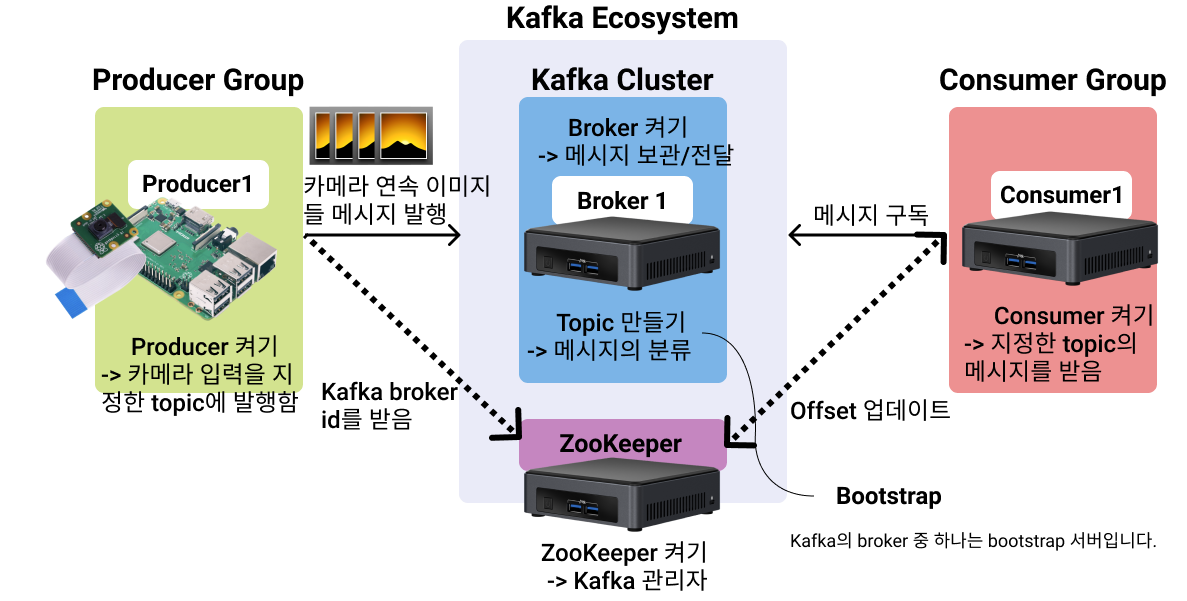 Kafka Ecosystem
Producer Group
Kafka Cluster
Consumer Group
Broker 켜기
-> 메시지 보관/전달
Producer1
카메라 연속 이미지
들 메시지 발행
Broker 1
메시지 구독
Consumer1
Producer 켜기
-> 카메라 입력을 지
정한 topic에 발행함
Topic 만들기
-> 메시지의 분류
Consumer 켜기
-> 지정한 topic의
메시지를 받음
Kafka broker
id를 받음
Offset 업데이트
ZooKeeper
Bootstrap
Kafka의 broker 중 하나는 bootstrap 서버입니다.
ZooKeeper 켜기
-> Kafka 관리자